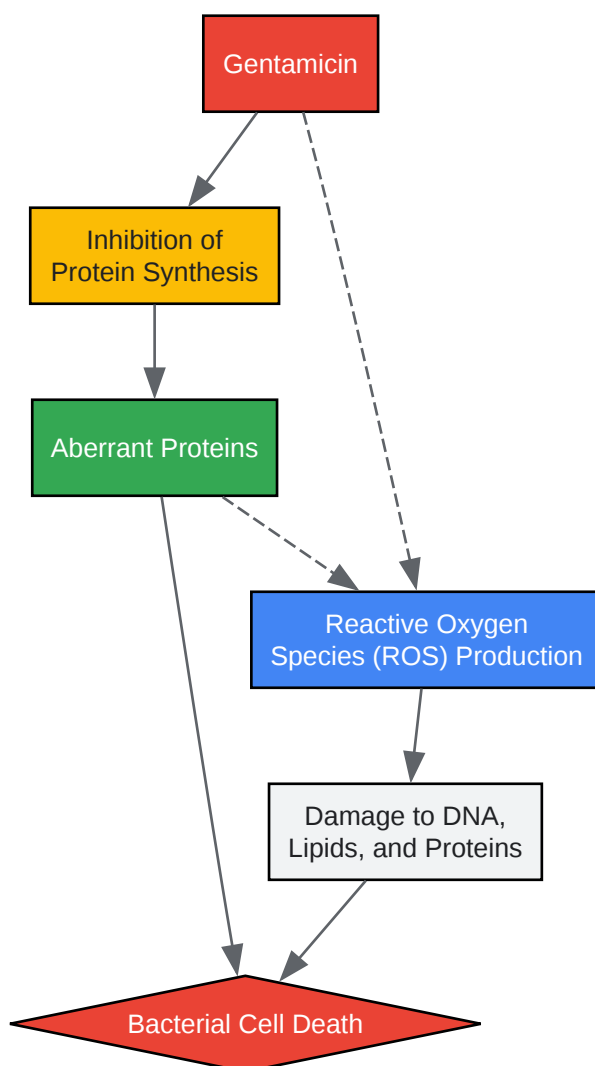 Gentamicin
Inhibition of
Protein Synthesis
Aberrant Proteins
Reactive Oxygen
Species (ROS) Production
Damage to DNA,
Lipids, and Proteins
Bacterial Cell Death